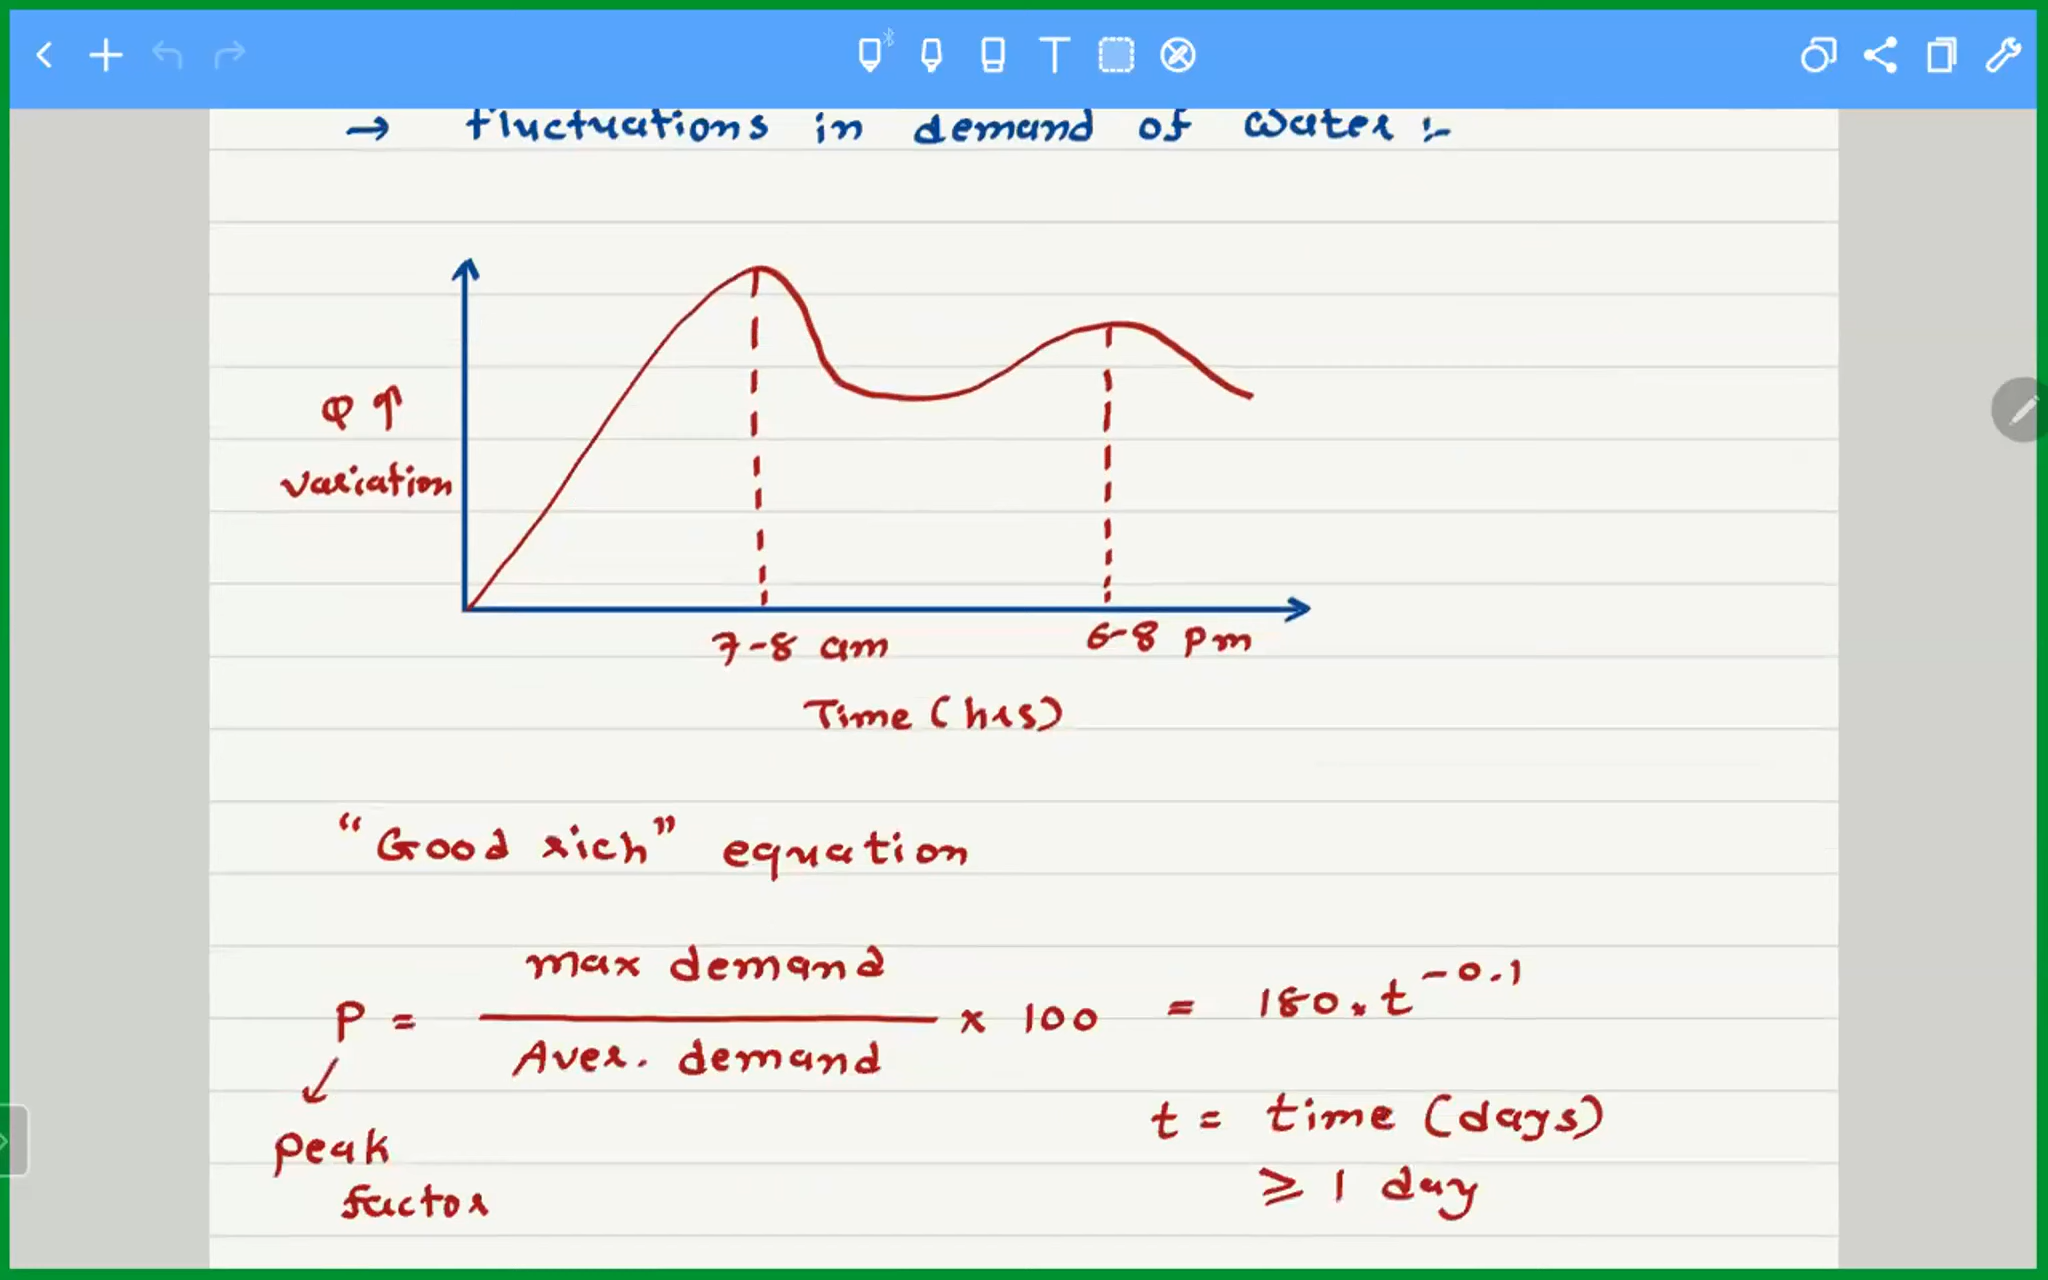 → fluctuations in demand of water :-
Q ↑
variation
7-8 am
6-8 pm
Time (hrs)
"Good rich" equation
P = max demand / Aver. demand × 100 = 180 × t^-0.1
peak
factor
t = time (days)
≥ 1 day
T